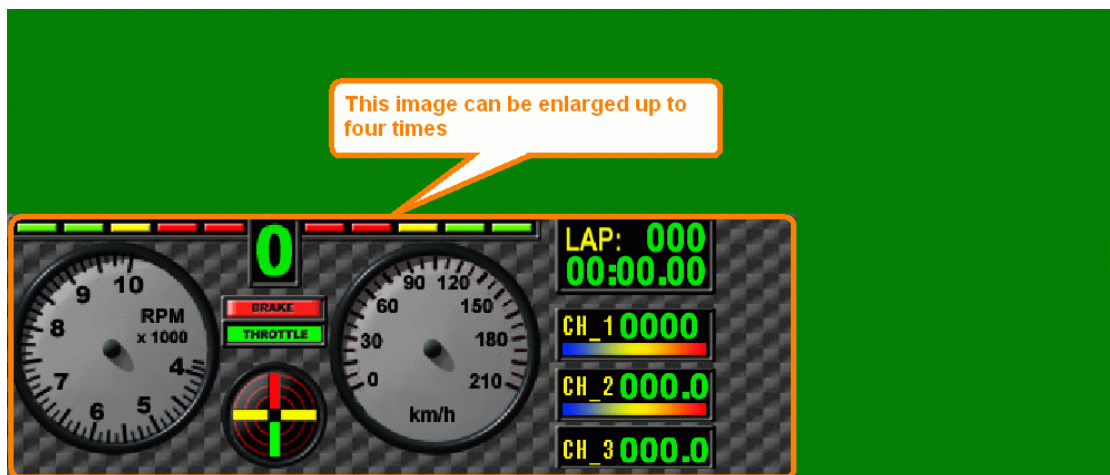 This image can be enlarged up to
four times
0
LAP: 000
00:00.00
10
9
8
7
6
5
4
RPM
x 1000
BRAKE
THROTTLE
0
30
60
90
120
150
180
210
km/h
CH_1 0000
CH_2 000.0
CH_3 000.0